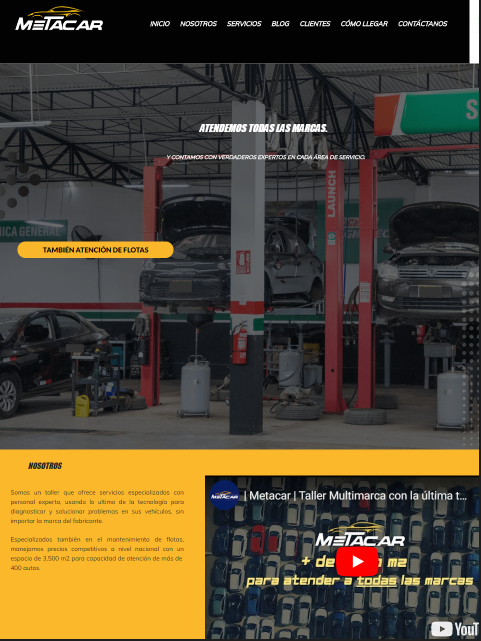 METACAR
INICIO NOSOTROS SERVICIOS BLOG CLIENTES CÓMO LLEGAR CONTÁCTANOS
ATENDEMOS TODAS LAS MARCAS.
Y CONTAMOS CON VERDADEROS EXPERTOS EN CADA ÁREA DE SERVICIO.
LAUNCH
S
NICA GENERAL
TAMBIÉN ATENCIÓN DE FLOTAS
NOSOTROS
Somos un taller que ofrece servicios especializados con
personal experto, usando lo ultimo de la tecnología para
diagnosticar y solucionar problemas en sus vehículos, sin
importar la marca del fabricante.
Especializados también en el mantenimiento de flotas,
manejamos precios competitivos a nivel nacional con un
espacio de 3,500 m2 para capacidad de atención de más de
400 autos.
METACAR
| Metacar | Taller Multimarca con la última t...
METACAR
+ de m2
para atender a todas las marcas
YouT